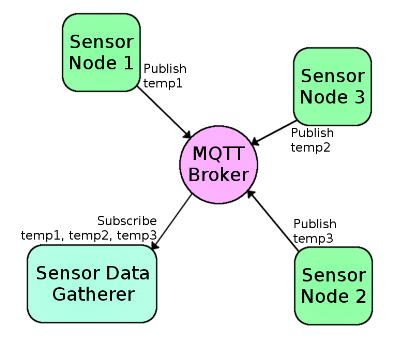 Sensor
Node 1
Publish
temp1
Sensor
Node 3
Publish
temp2
MQTT
Broker
Subscribe
temp1, temp2, temp3
Publish
temp3
Sensor Data
Gatherer
Sensor
Node 2